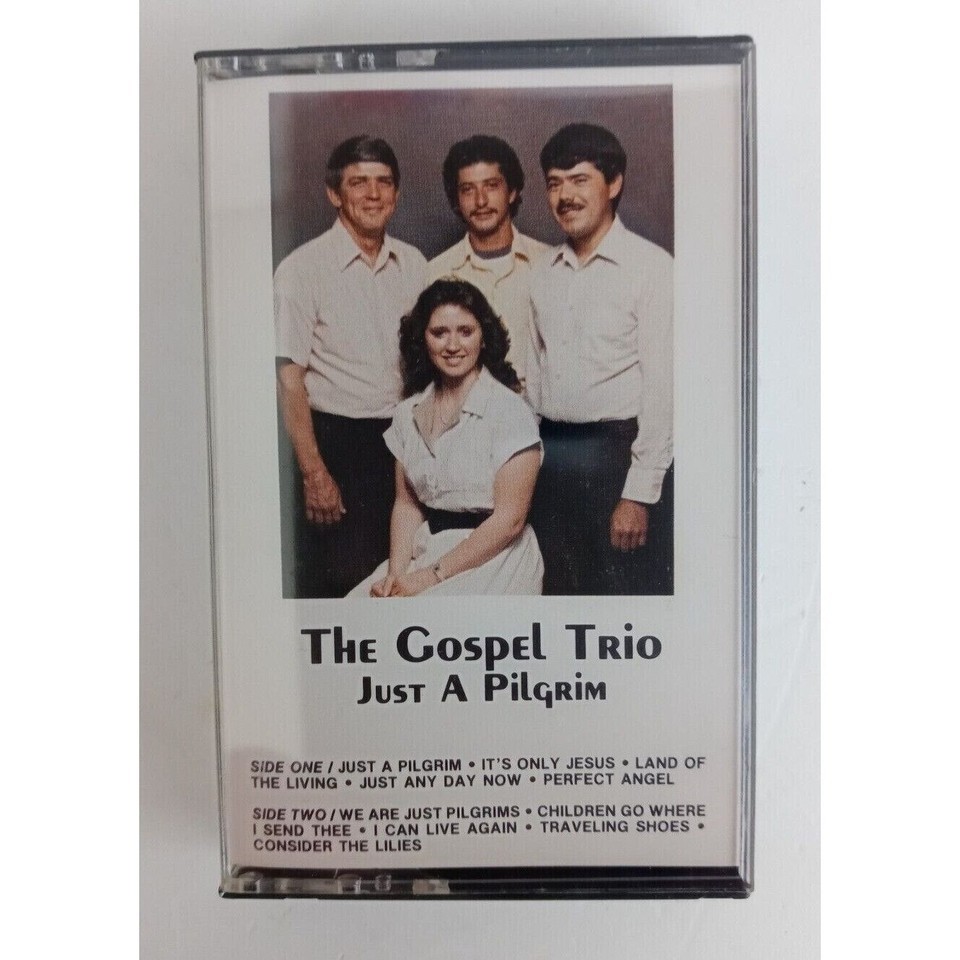 The Gospel Trio
Just A Pilgrim
SIDE ONE / JUST A PILGRIM • IT'S ONLY JESUS • LAND OF
THE LIVING • JUST ANY DAY NOW • PERFECT ANGEL
SIDE TWO / WE ARE JUST PILGRIMS • CHILDREN GO WHERE
I SEND THEE • I CAN LIVE AGAIN • TRAVELING SHOES •
CONSIDER THE LILIES